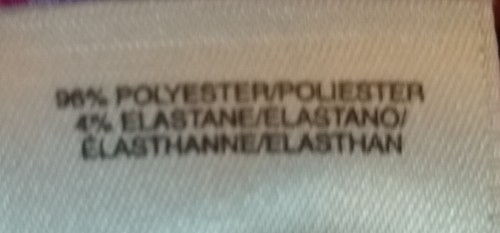 96% POLYESTER/POLIESTER
4% ELASTANE/ELASTANO/
ÉLASTHANNE/ELASTHAN